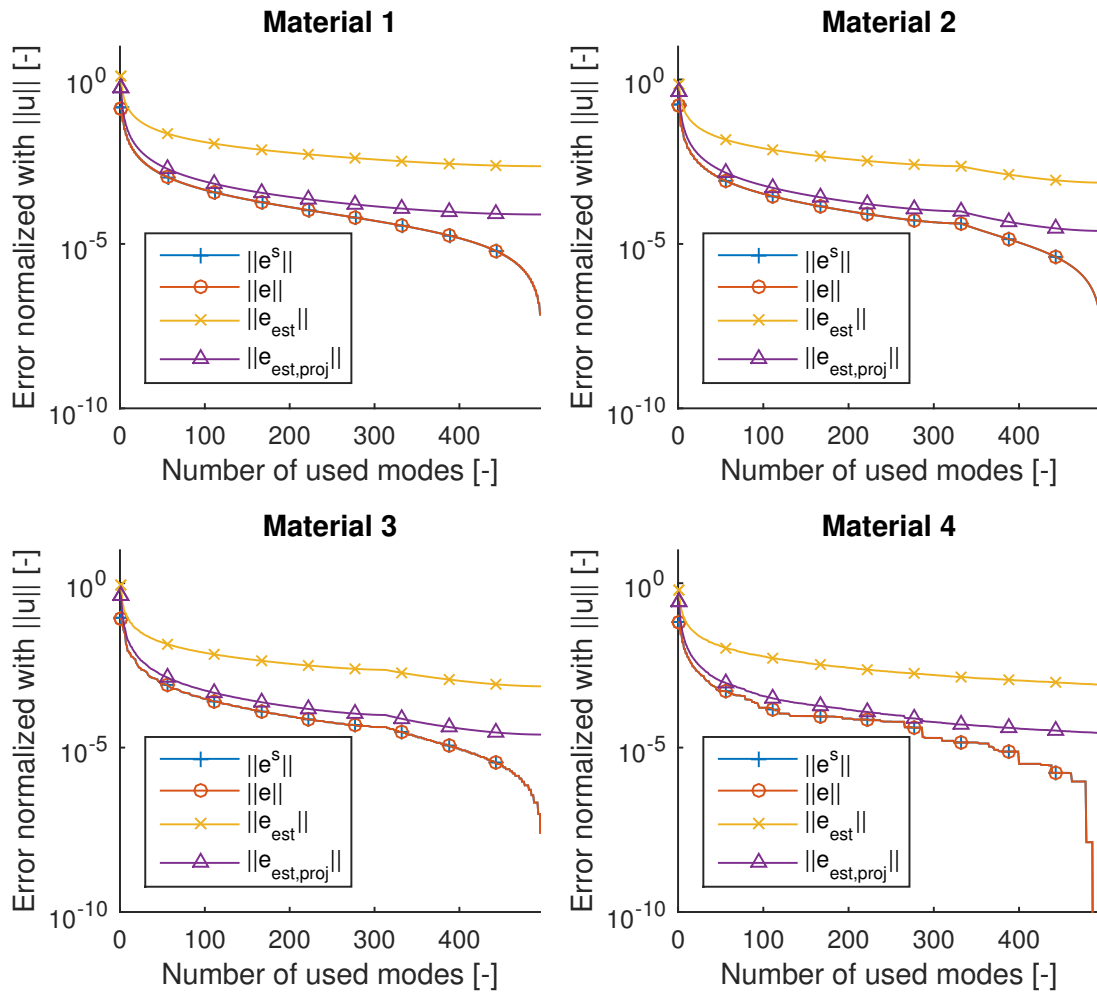 Material 1
Error normalized with ||u|| [-]
10^0
10^-5
10^-10
||e^s||
||e||
||e_est||
||e_est,proj||
0 100 200 300 400
Number of used modes [-]
Material 2
Error normalized with ||u|| [-]
10^0
10^-5
10^-10
||e^s||
||e||
||e_est||
||e_est,proj||
0 100 200 300 400
Number of used modes [-]
Material 3
Error normalized with ||u|| [-]
10^0
10^-5
10^-10
||e^s||
||e||
||e_est||
||e_est,proj||
0 100 200 300 400
Number of used modes [-]
Material 4
Error normalized with ||u|| [-]
10^0
10^-5
10^-10
||e^s||
||e||
||e_est||
||e_est,proj||
0 100 200 300 400
Number of used modes [-]